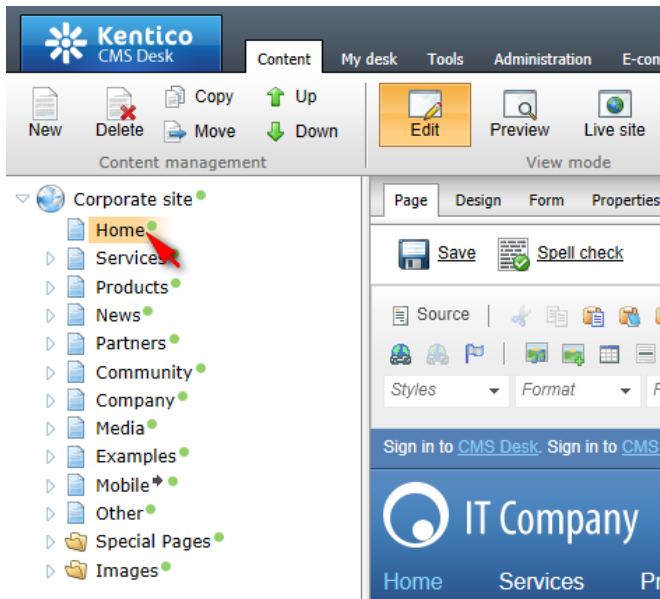 Kentico
CMS Desk
Content My desk Tools Administration E-com
New Delete Copy Move Up Down Edit Preview Live site
Content management View mode
Corporate site
Home
Services
Products
News
Partners
Community
Company
Media
Examples
Mobile
Other
Special Pages
Images
Page Design Form Properties
Save Spell check
Source
Styles Format
Sign in to CMS Desk. Sign in to CMS
IT Company
Home Services Pr